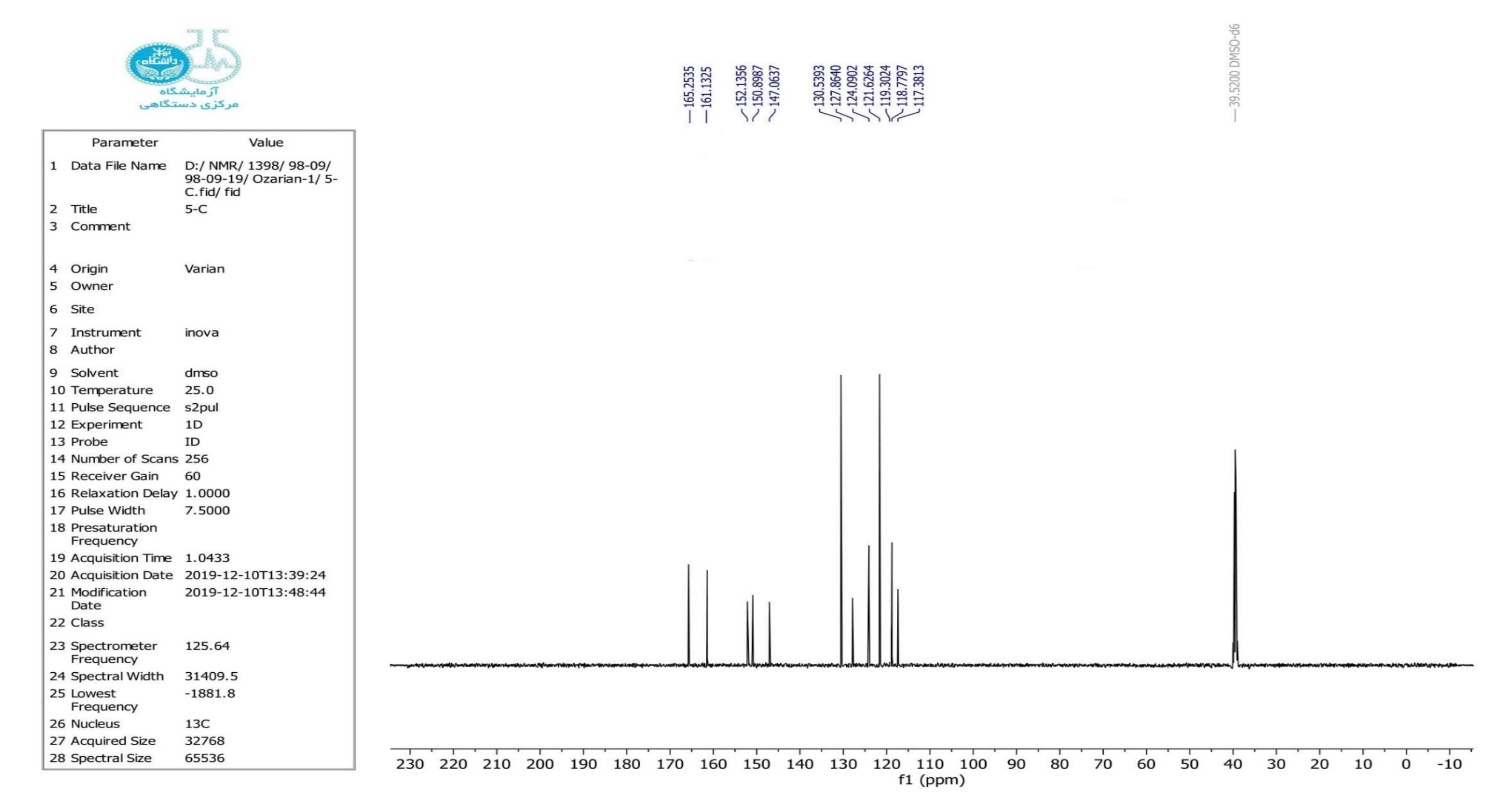 دانشگاه تهران
آزمایشگاه
مرکزی دستگاهی
165.2535
161.1325
152.1356
150.8987
147.0637
130.5393
127.8640
124.0902
121.6264
119.3024
118.7797
117.3813
39.5200 DMSO-d6
Parameter Value
1 Data File Name D:/ NMR/ 1398/ 98-09/
98-09-19/ Ozarian-1/ 5-
C.fid/ fid
2 Title 5-C
3 Comment
4 Origin Varian
5 Owner
6 Site
7 Instrument inova
8 Author
9 Solvent dmso
10 Temperature 25.0
11 Pulse Sequence s2pul
12 Experiment 1D
13 Probe ID
14 Number of Scans 256
15 Receiver Gain 60
16 Relaxation Delay 1.0000
17 Pulse Width 7.5000
18 Presaturation
Frequency
19 Acquisition Time 1.0433
20 Acquisition Date 2019-12-10T13:39:24
21 Modification 2019-12-10T13:48:44
Date
22 Class
23 Spectrometer 125.64
Frequency
24 Spectral Width 31409.5
25 Lowest -1881.8
Frequency
26 Nucleus 13C
27 Acquired Size 32768
28 Spectral Size 65536
230 220 210 200 190 180 170 160 150 140 130 120 110 100 90 80 70 60 50 40 30 20 10 0 -10
f1 (ppm)